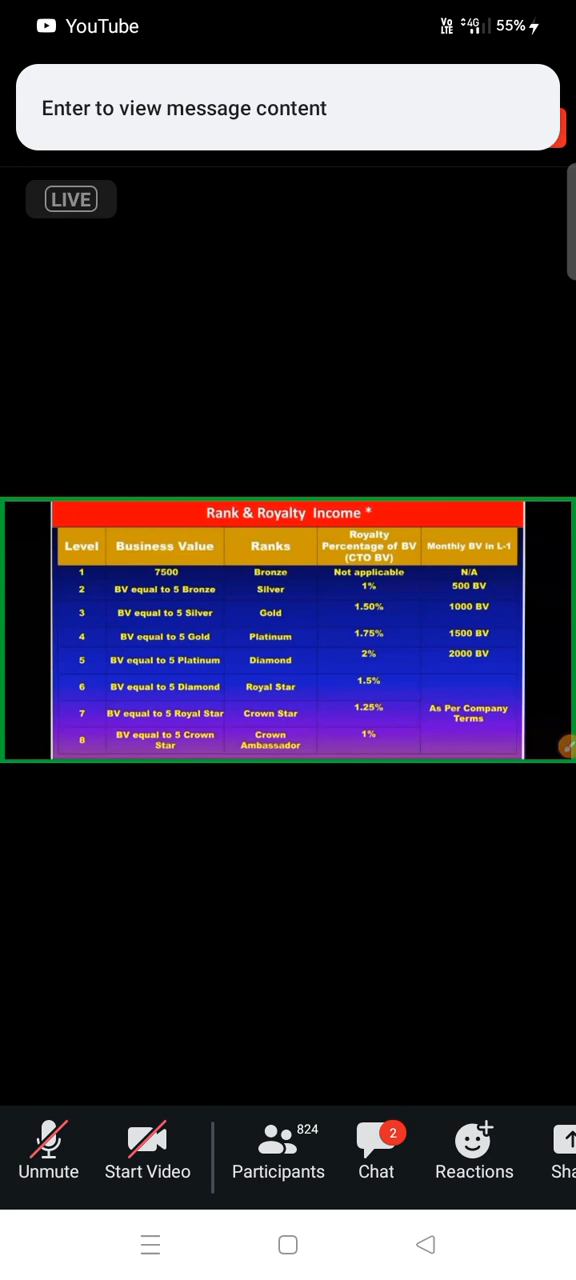 YouTube
Vo LTE 4G 55%
Enter to view message content
LIVE
Rank & Royalty Income *
Level Business Value Ranks Royalty Percentage of BV (CTO BV) Monthly BV in L-1
1 7500 Bronze Not applicable N/A
2 BV equal to 5 Bronze Silver 1% 500 BV
3 BV equal to 5 Silver Gold 1.50% 1000 BV
4 BV equal to 5 Gold Platinum 1.75% 1500 BV
5 BV equal to 5 Platinum Diamond 2% 2000 BV
6 BV equal to 5 Diamond Royal Star 1.5%
7 BV equal to 5 Royal Star Crown Star 1.25% As Per Company Terms
8 BV equal to 5 Crown Star Crown Ambassador 1%
824
2
Unmute Start Video Participants Chat Reactions Sha